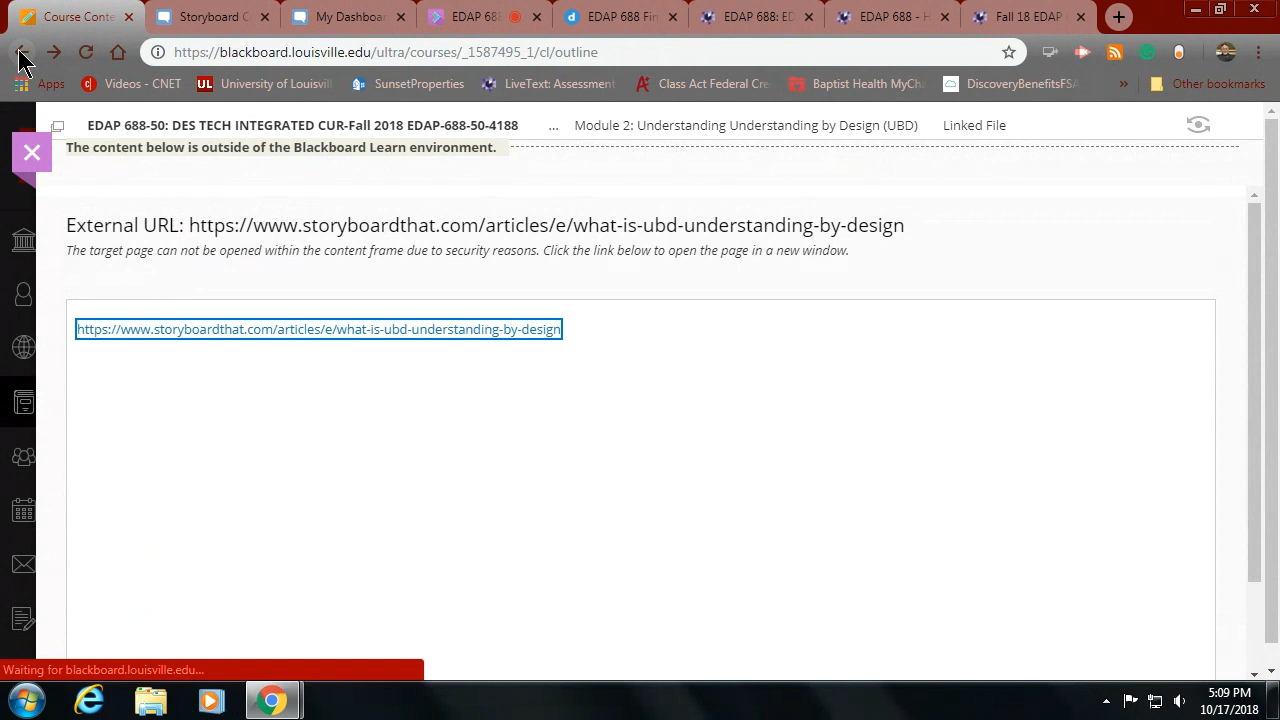 Course Conte
Storyboard C
My Dashboar
EDAP 68
EDAP 688 Fin
EDAP 688: ED
EDAP 688 - H
Fall 18 EDAP
https://blackboard.louisville.edu/ultra/courses/_1587495_1/cl/outline
Apps
Videos - CNET
University of Louisvil
SunsetProperties
LiveText: Assessment
Class Act Federal Cre
Baptist Health MyCha
DiscoveryBenefitsFSA
»
Other bookmarks
EDAP 688-50: DES TECH INTEGRATED CUR-Fall 2018 EDAP-688-50-4188
...
Module 2: Understanding Understanding by Design (UBD)
Linked File
The content below is outside of the Blackboard Learn environment.
External URL: https://www.storyboardthat.com/articles/e/what-is-ubd-understanding-by-design
The target page can not be opened within the content frame due to security reasons. Click the link below to open the page in a new window.
https://www.storyboardthat.com/articles/e/what-is-ubd-understanding-by-design
Waiting for blackboard.louisville.edu...
5:09 PM
10/17/2018